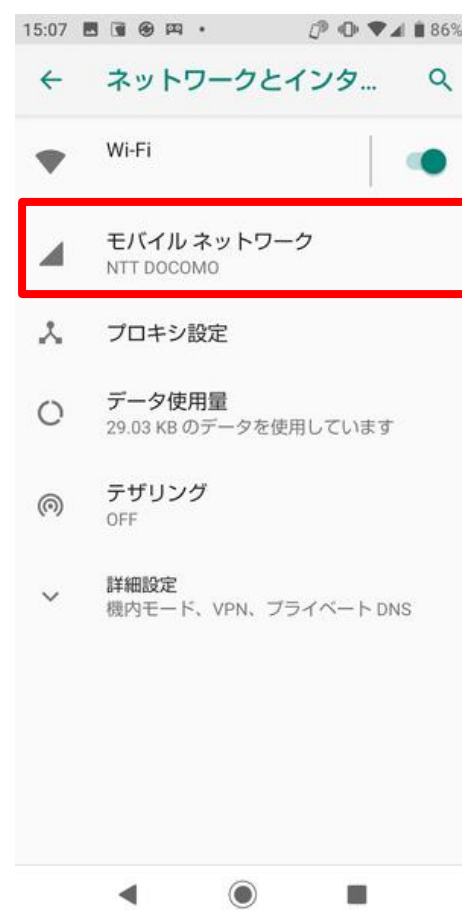 15:07 86%
ネットワークとインタ...
Wi-Fi
モバイル ネットワーク
NTT DOCOMO
プロキシ設定
データ使用量
29.03 KB のデータを使用しています
テザリング
OFF
詳細設定
機内モード、VPN、プライベート DNS